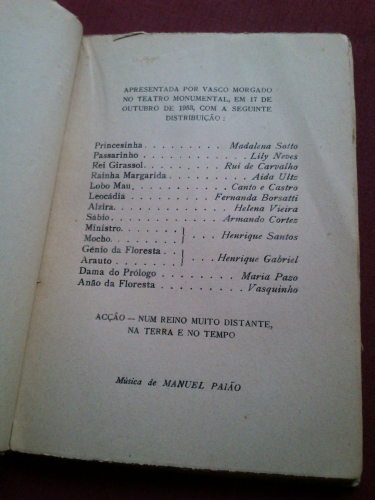 APRESENTADA POR VASCO MORGADO
NO TEATRO MONUMENTAL, EM 17 DE
OUTUBRO DE 1953, COM A SEGUINTE
DISTRIBUIÇÃO:
Princesinha . . . . . . . . . Madalena Sotto
Passarinho . . . . . . . . . . Lily Neves
Rei Girassol . . . . . . . . Rui de Carvalho
Rainha Margarida . . . . . . . Aida Ultz
Lobo Mau . . . . . . . . . Canto e Castro
Leocádia . . . . . . . . Fernanda Borsatti
Alzira . . . . . . . . . . . Helena Vieira
Sábio . . . . . . . . . . Armando Cortez
Ministro . . . . . . .
Mocho . . . . . . . . } Henrique Santos
Génio da Floresta . .
Arauto . . . . . . . } Henrique Gabriel
Dama do Prólogo . . . . . . . Maria Pazo
Anão da Floresta . . . . . . . Vasquinho
ACÇÃO — NUM REINO MUITO DISTANTE,
NA TERRA E NO TEMPO
Música de MANUEL PAIÃO